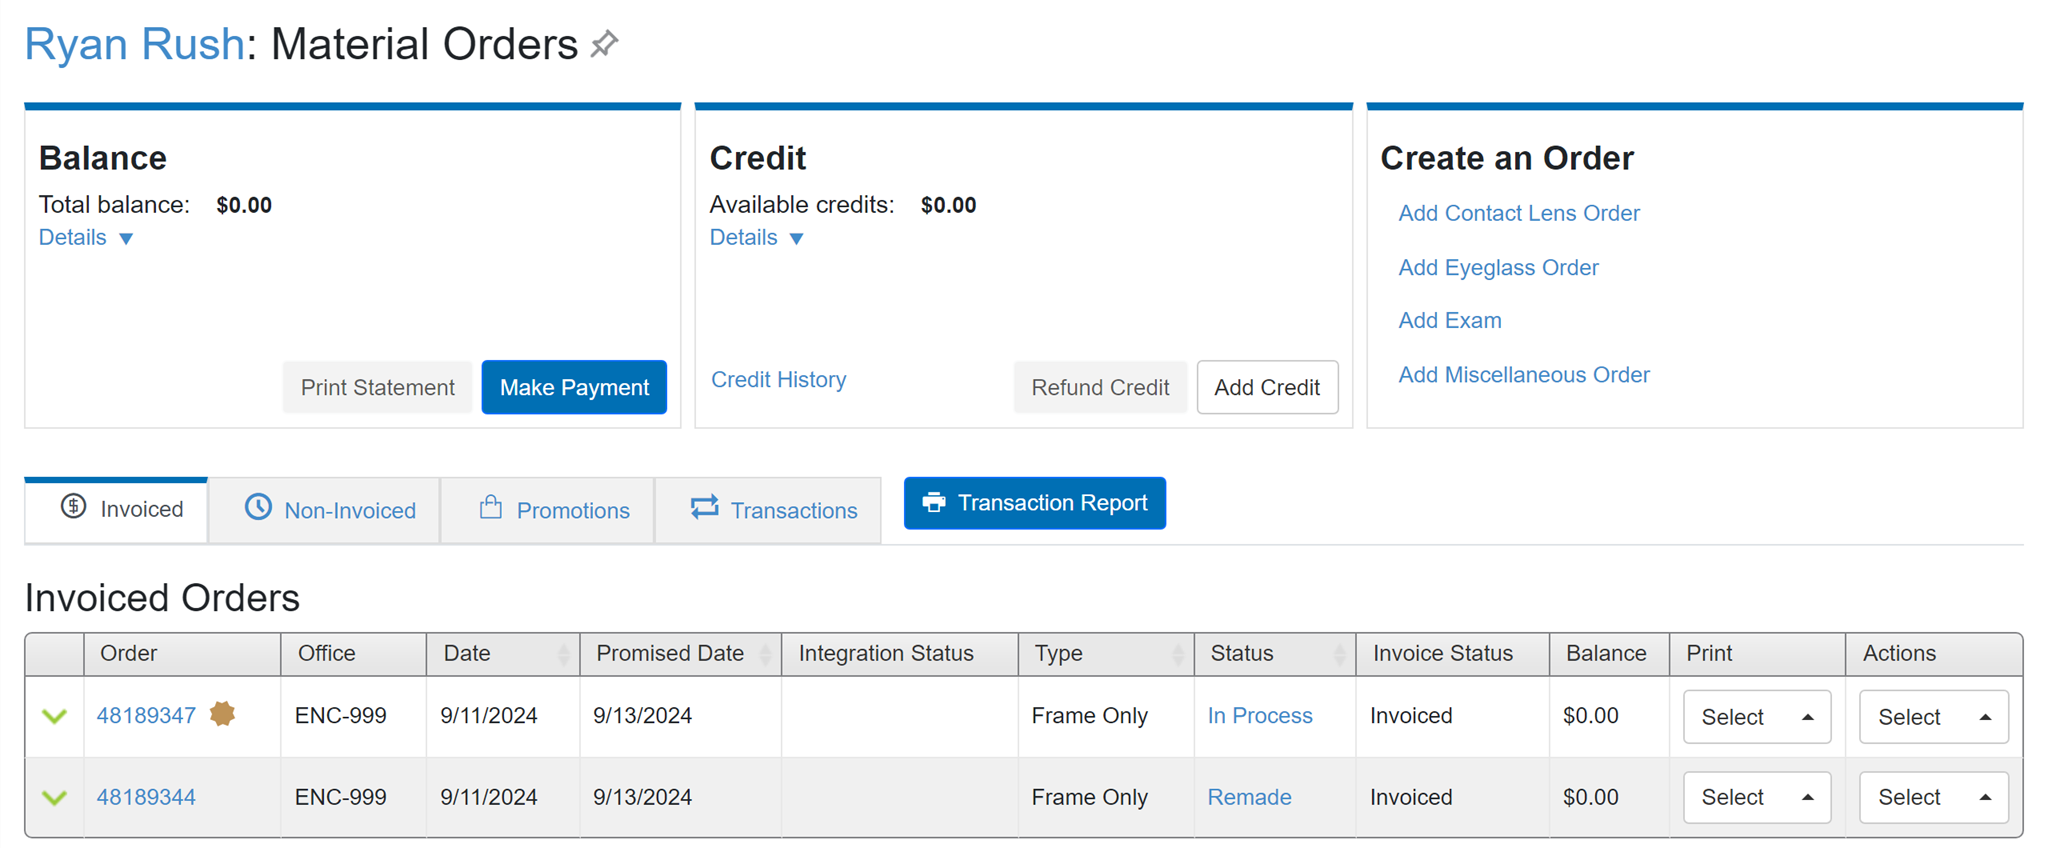 Ryan Rush: Material Orders
Balance
Total balance: $0.00
Details
Print Statement Make Payment
Credit
Available credits: $0.00
Details
Credit History Refund Credit Add Credit
Create an Order
Add Contact Lens Order
Add Eyeglass Order
Add Exam
Add Miscellaneous Order
Invoiced Non-Invoiced Promotions Transactions Transaction Report
Invoiced Orders
Order Office Date Promised Date Integration Status Type Status Invoice Status Balance Print Actions
48189347 ENC-999 9/11/2024 9/13/2024 Frame Only In Process Invoiced $0.00 Select Select
48189344 ENC-999 9/11/2024 9/13/2024 Frame Only Remade Invoiced $0.00 Select Select